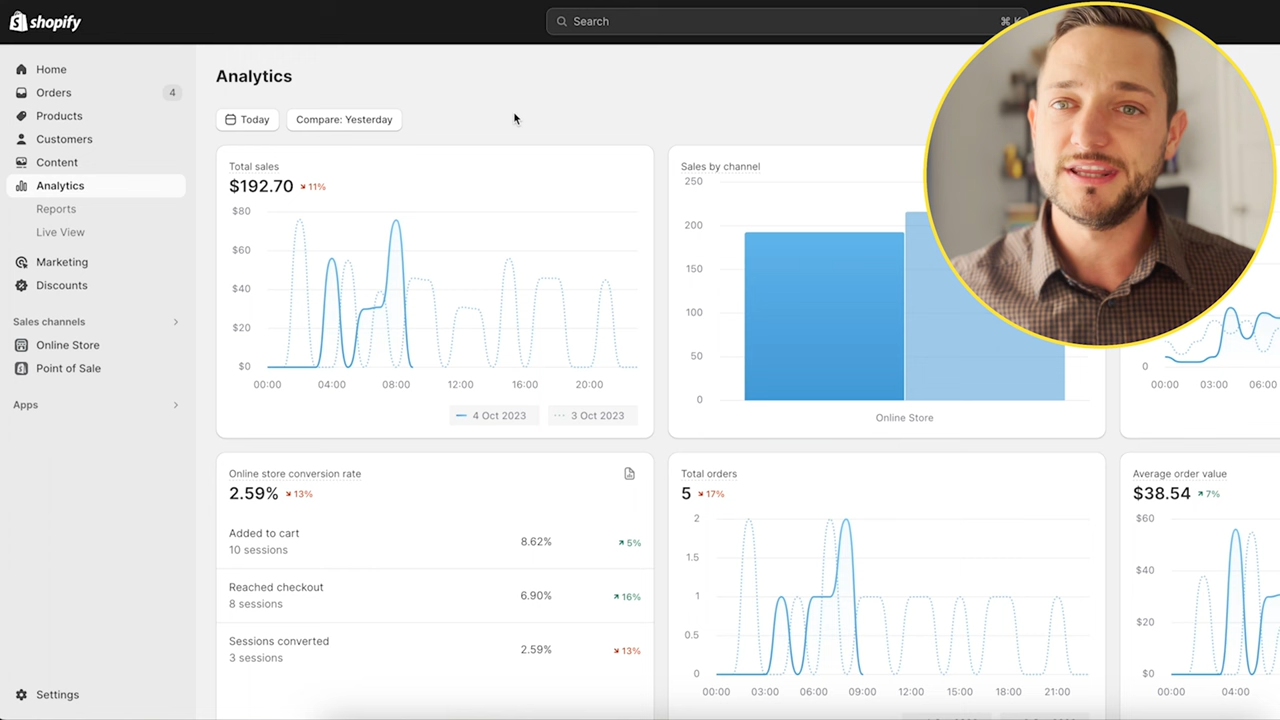 shopify
Search
⌘ K
Home
Orders 4
Products
Customers
Content
Analytics
Reports
Live View
Marketing
Discounts
Sales channels
Online Store
Point of Sale
Apps
Settings
Analytics
Today
Compare: Yesterday
Total sales
$192.70 11%
$80
$60
$40
$20
$0
00:00 04:00 08:00 12:00 16:00 20:00
4 Oct 2023 3 Oct 2023
Sales by channel
250
200
150
100
50
0
Online Store
0
00:00 03:00 06:00
Online store conversion rate
2.59% 13%
Added to cart
10 sessions
8.62% 5%
Reached checkout
8 sessions
6.90% 16%
Sessions converted
3 sessions
2.59% 13%
Total orders
5 17%
2
1.5
1
0.5
0
00:00 03:00 06:00 09:00 12:00 15:00 18:00 21:00
Average order value
$38.54 7%
$60
$40
$20
$0
00:00 04:00